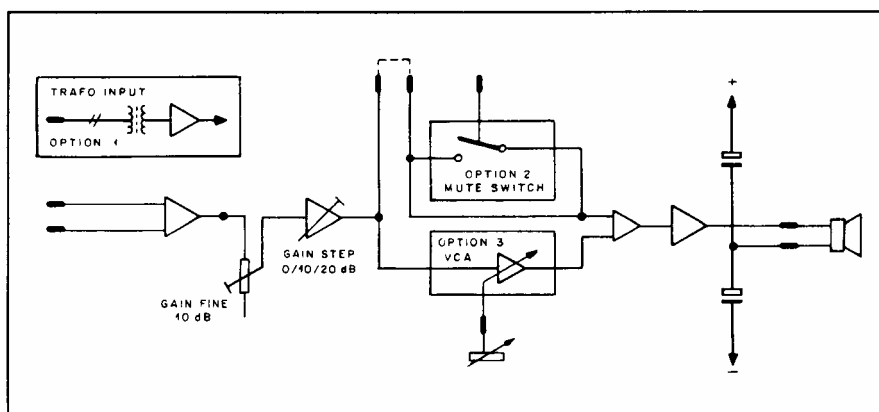 TRAFO INPUT
OPTION 1
OPTION 2
MUTE SWITCH
OPTION 3
VCA
GAIN STEP
0/10/20 dB
GAIN FINE
10 dB
+
−